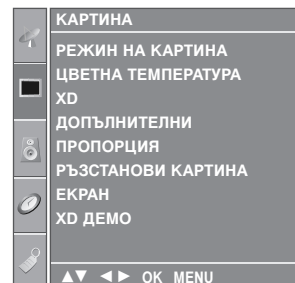 КАРТИНА
РЕЖИН НА КАРТИНА
ЦВЕТНА ТЕМПЕРАТУРА
XD
ДОПЪЛНИТЕЛНИ
ПРОПОРЦИЯ
РЪЗСТАНОВИ КАРТИНА
ЕКРАН
XD ДЕМО
▲▼ ◄► OK MENU